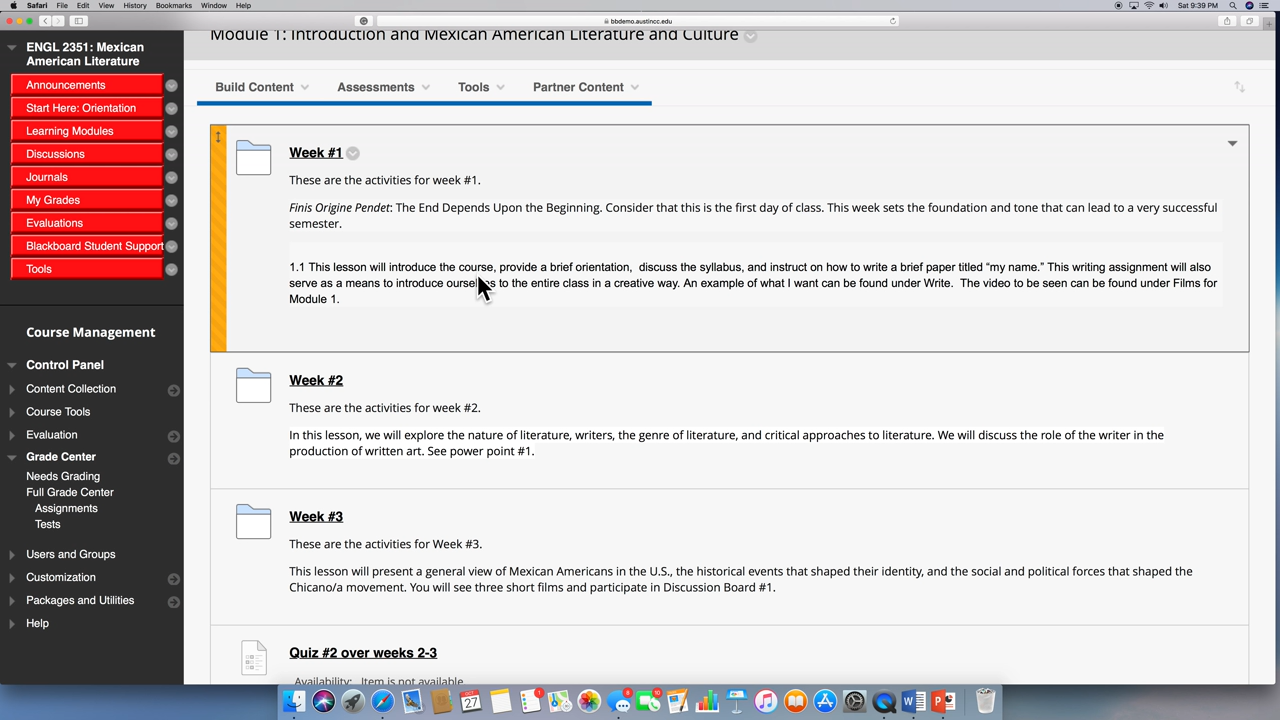 Safari File Edit View History Bookmarks Window Help
Sat 9:39 PM
bbdemo.austincc.edu
ENGL 2351: Mexican
American Literature
Announcements
Start Here: Orientation
Learning Modules
Discussions
Journals
My Grades
Evaluations
Blackboard Student Support
Tools
Course Management
Control Panel
Content Collection
Course Tools
Evaluation
Grade Center
Needs Grading
Full Grade Center
Assignments
Tests
Users and Groups
Customization
Packages and Utilities
Help
Module 1: Introduction and Mexican American Literature and Culture
Build Content Assessments Tools Partner Content
Week #1
These are the activities for week #1.
Finis Origine Pendet: The End Depends Upon the Beginning. Consider that this is the first day of class. This week sets the foundation and tone that can lead to a very successful
semester.
1.1 This lesson will introduce the course, provide a brief orientation,  discuss the syllabus, and instruct on how to write a brief paper titled “my name.” This writing assignment will also
serve as a means to introduce ourselves to the entire class in a creative way. An example of what I want can be found under Write.  The video to be seen can be found under Films for
Module 1.
Week #2
These are the activities for week #2.
In this lesson, we will explore the nature of literature, writers, the genre of literature, and critical approaches to literature. We will discuss the role of the writer in the
production of written art. See power point #1.
Week #3
These are the activities for Week #3.
This lesson will present a general view of Mexican Americans in the U.S., the historical events that shaped their identity, and the social and political forces that shaped the
Chicano/a movement. You will see three short films and participate in Discussion Board #1.
Quiz #2 over weeks 2-3
Availability: Item is not available.
OCT
27